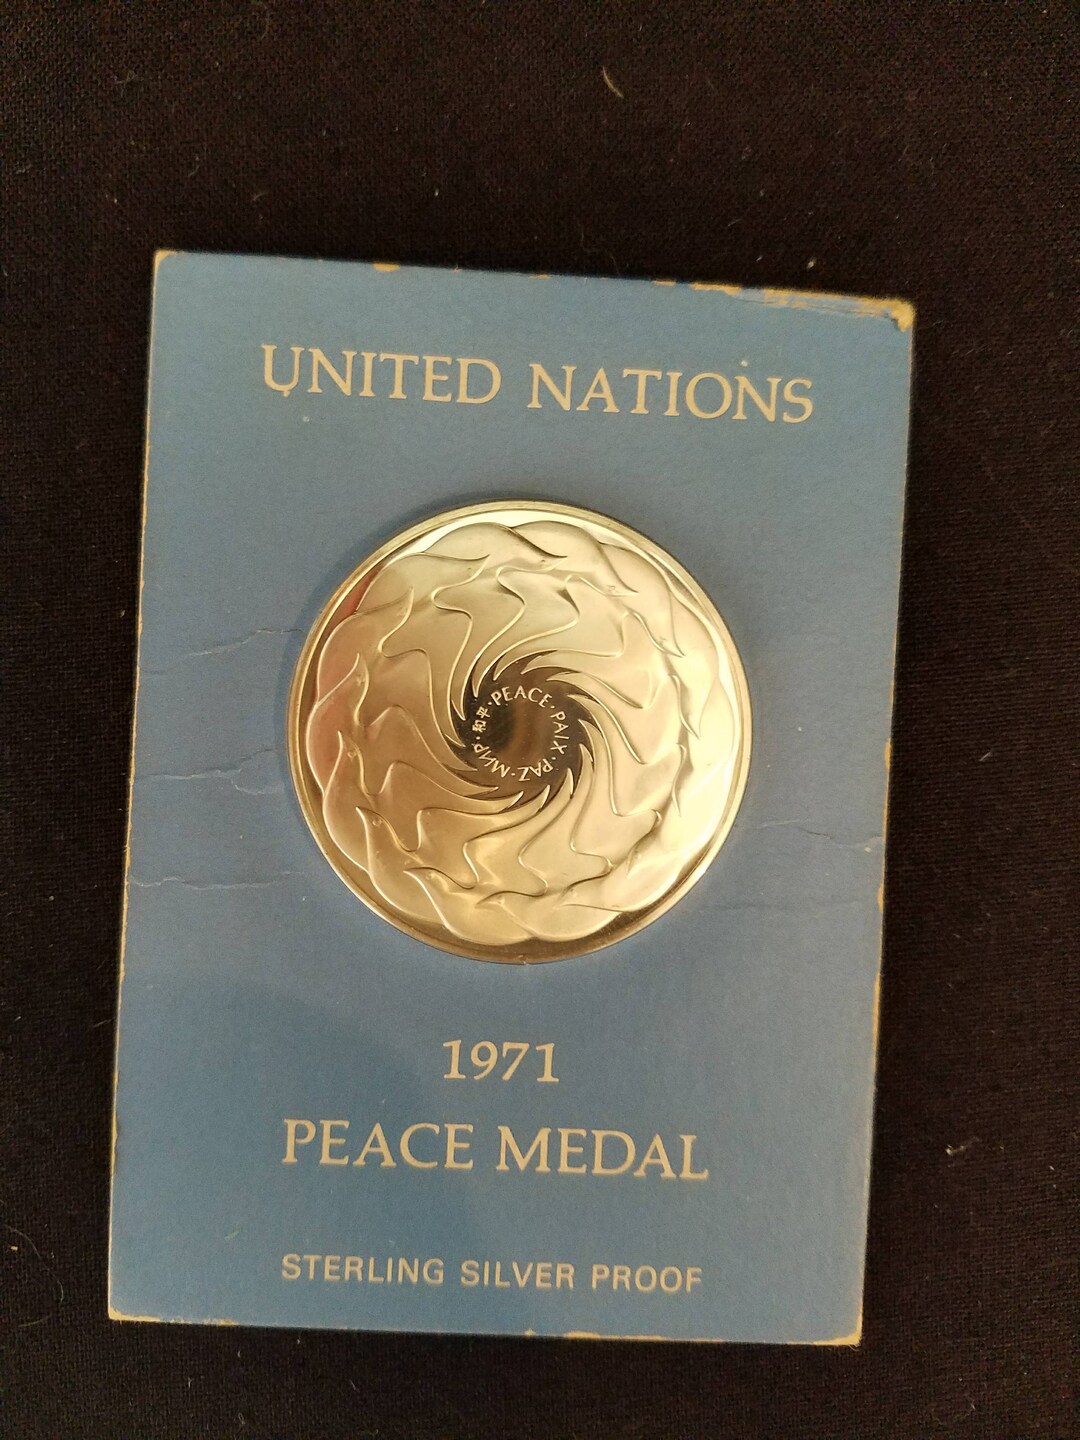 UNITED NATIONS
·PEACE·PAIX·PAZ·МИР·和平
1971
PEACE MEDAL
STERLING SILVER PROOF